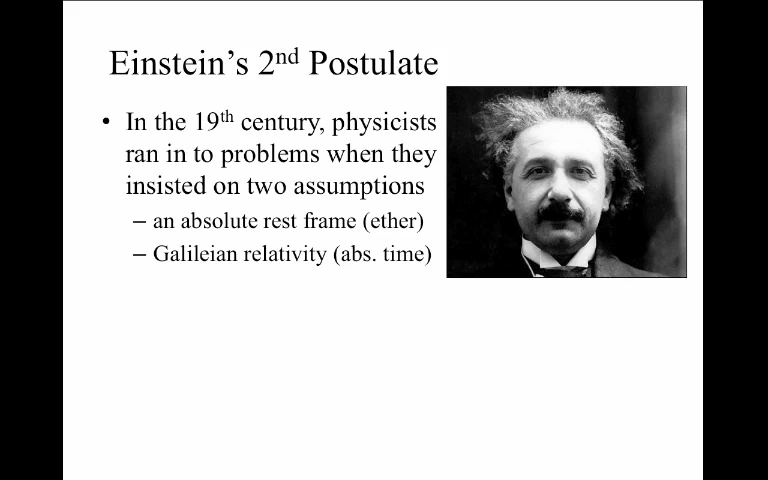 Einstein’s 2nd Postulate
• In the 19th century, physicists
ran in to problems when they
insisted on two assumptions
– an absolute rest frame (ether)
– Galileian relativity (abs. time)